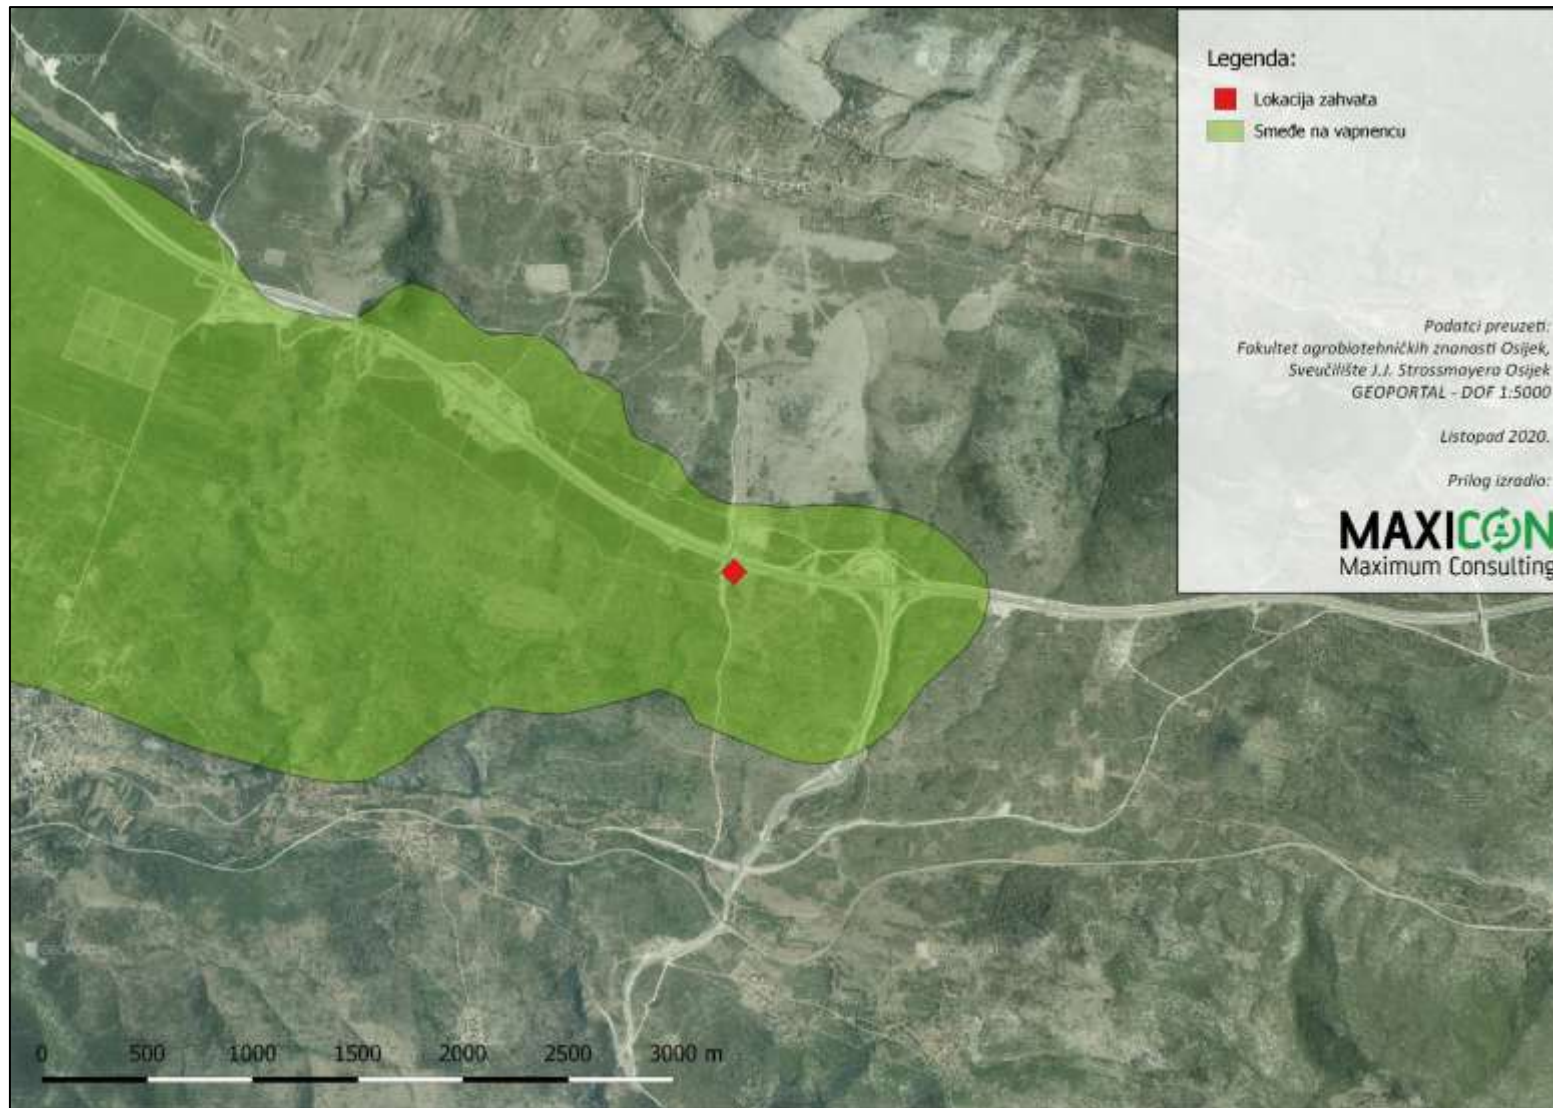 Legenda:
Lokacija zahvata
Smeđe na vapnencu
Podatci preuzeti:
Fakultet agrobiotehničkih znanosti Osijek,
Sveučilište J.J. Strossmayera Osijek
GEOPORTAL - DOF 1:5000
Listopad 2020.
Prilog izradio:
MAXICON
Maximum Consulting
0 500 1000 1500 2000 2500 3000 m